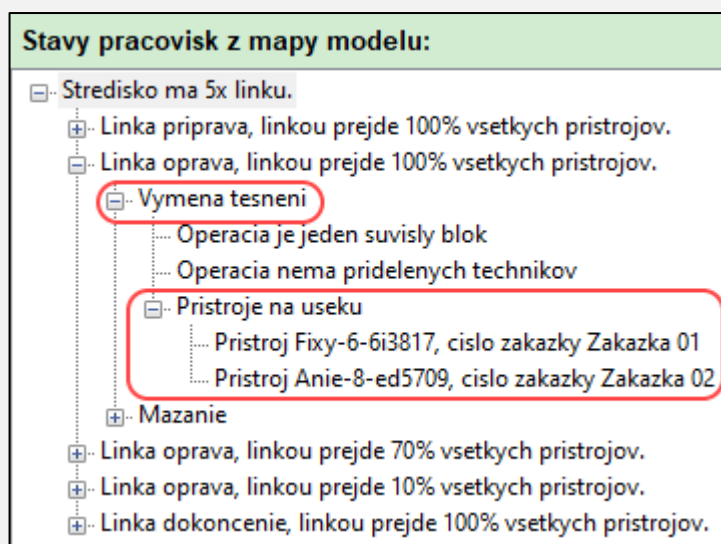 Stavy pracovisk z mapy modelu:
Stredisko ma 5x linku.
Linka priprava, linkou prejde 100% vsetkych pristrojov.
Linka oprava, linkou prejde 100% vsetkych pristrojov.
Vymena tesneni
Operacia je jeden suvisly blok
Operacia nema pridelenych technikov
Pristroje na useku
Pristroj Fixy-6-6i3817, cislo zakazky Zakazka 01
Pristroj Anie-8-ed5709, cislo zakazky Zakazka 02
Mazanie
Linka oprava, linkou prejde 70% vsetkych pristrojov.
Linka oprava, linkou prejde 10% vsetkych pristrojov.
Linka dokoncenie, linkou prejde 100% vsetkych pristrojov.